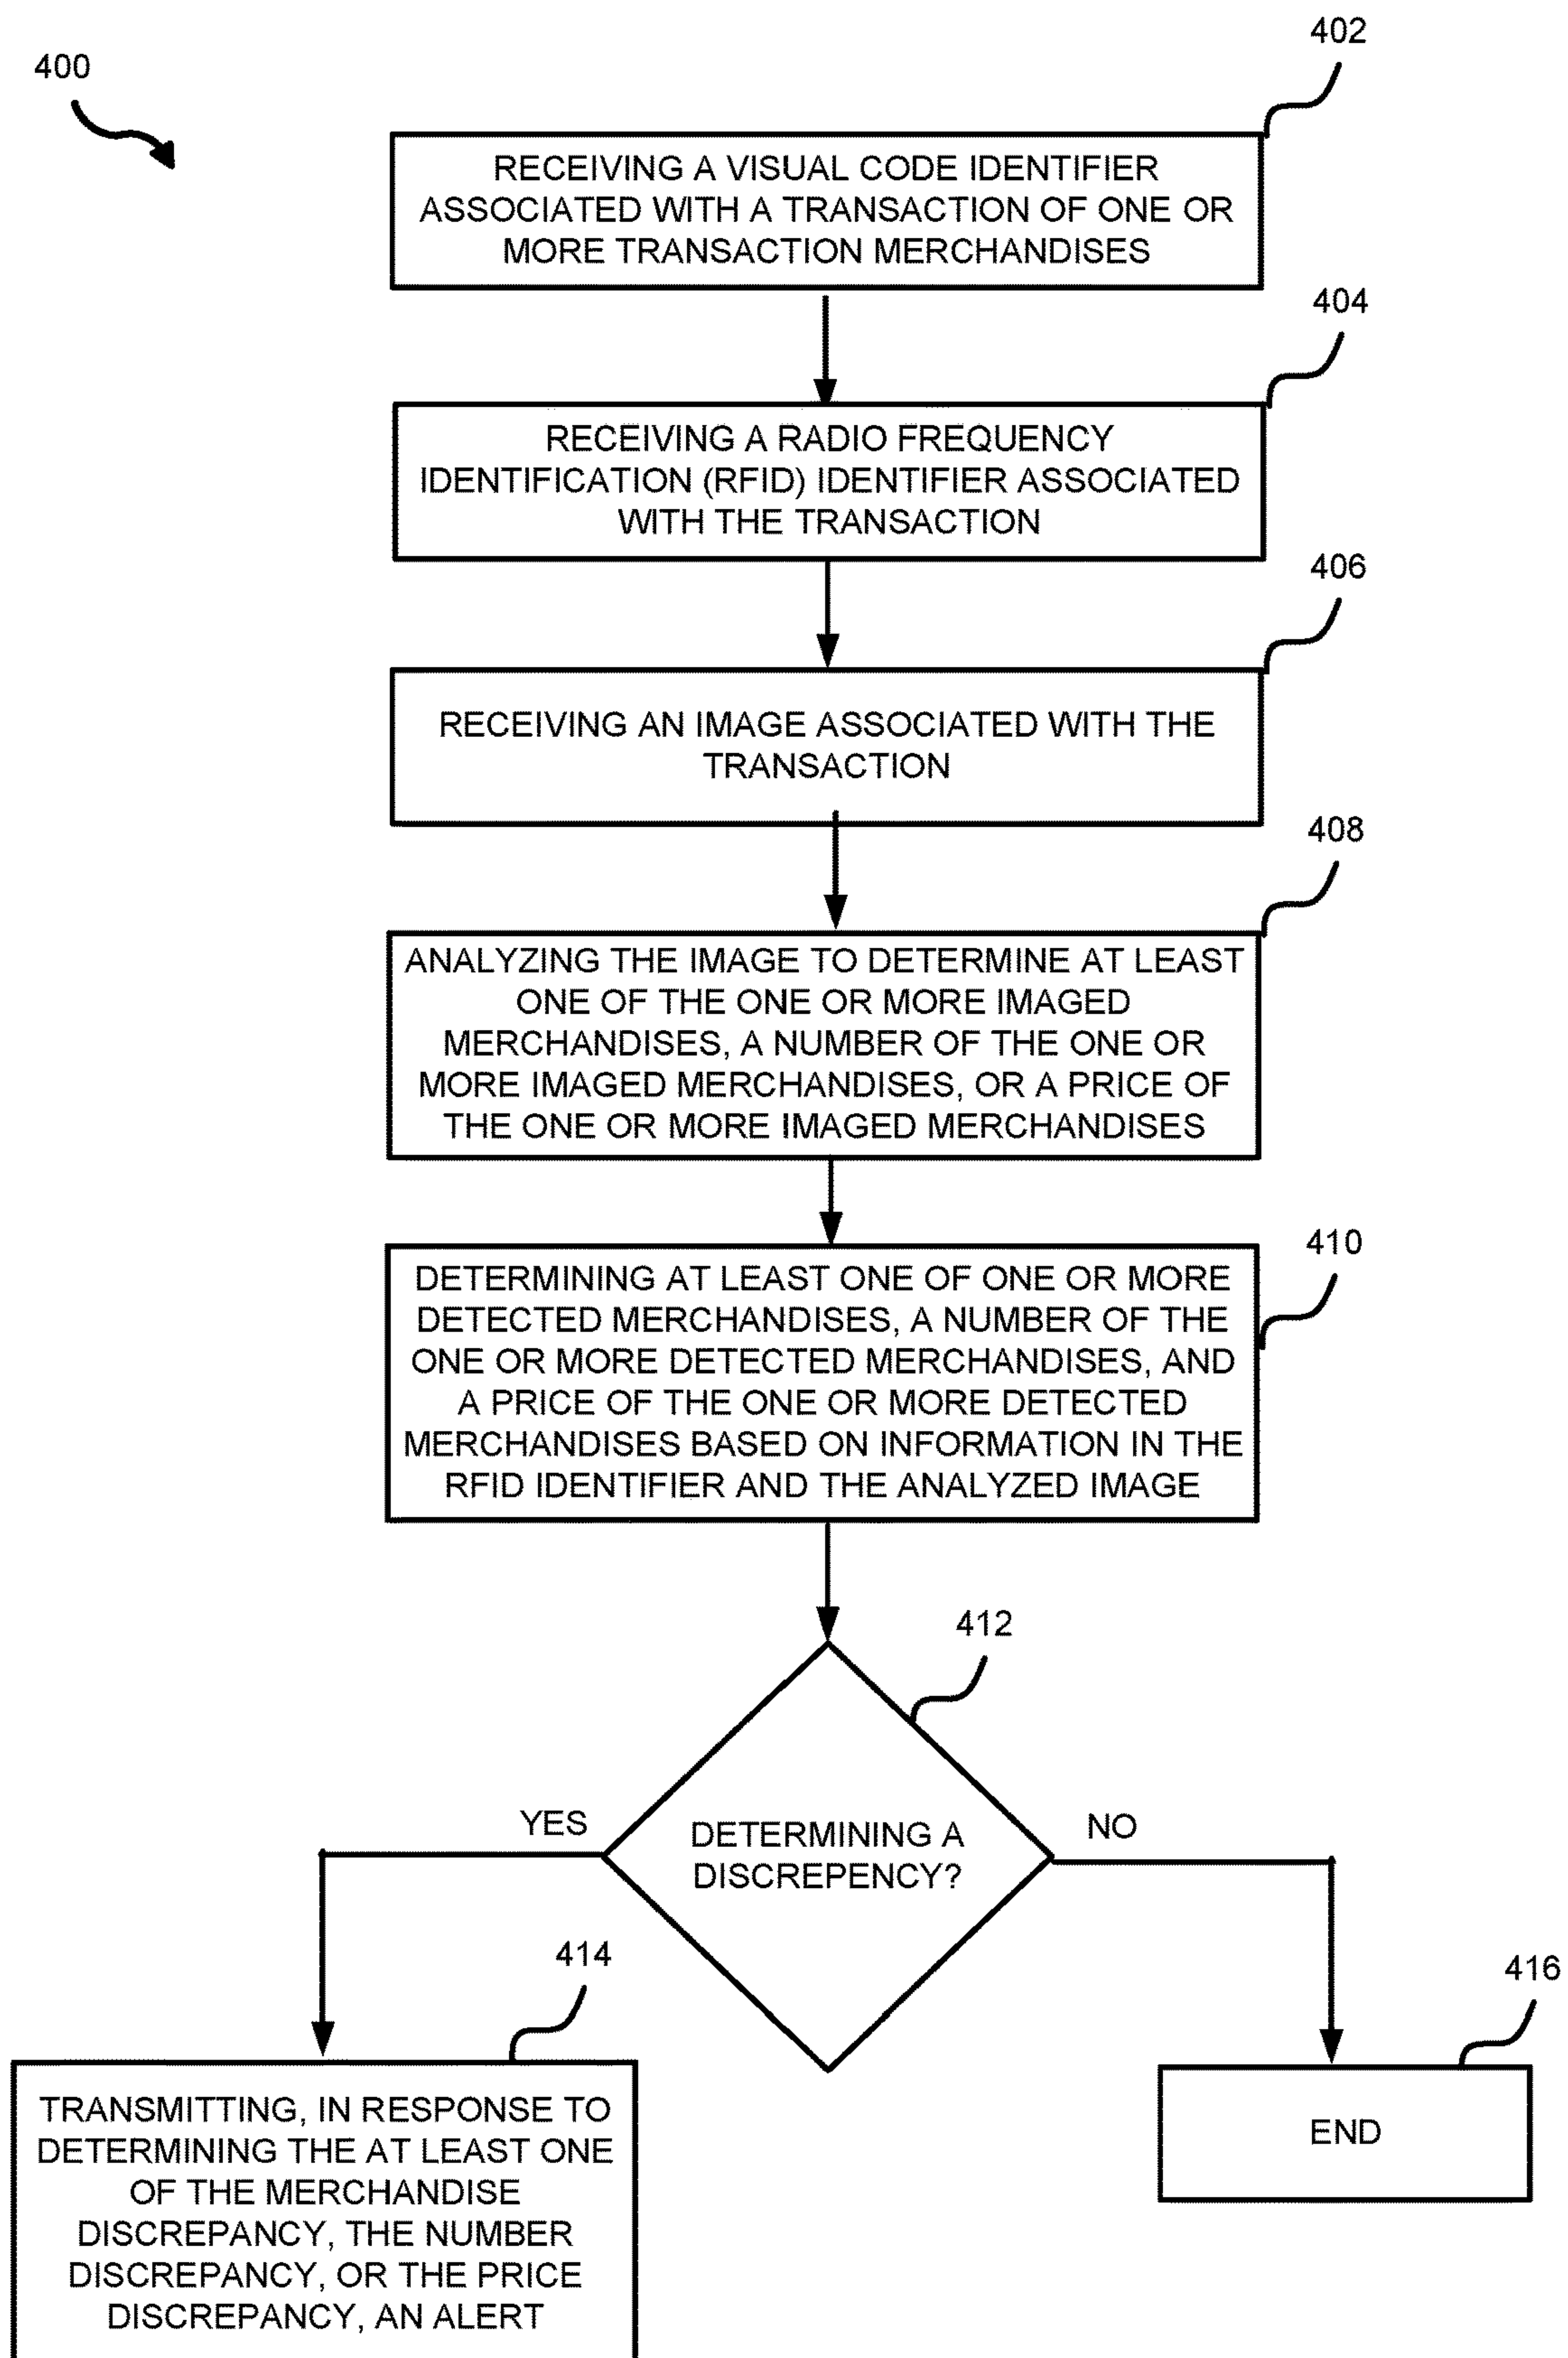 402
400
RECEIVING A VISUAL CODE IDENTIFIER
ASSOCIATED WITH A TRANSACTION OF ONE OR
MORE TRANSACTION MERCHANDISES
404
RECEIVING A RADIO FREQUENCY
IDENTIFICATION (RFID) IDENTIFIER ASSOCIATED
WITH THE TRANSACTION
406
RECEIVING AN IMAGE ASSOCIATED WITH THE
TRANSACTION
408
ANALYZING THE IMAGE TO DETERMINE AT LEAST
ONE OF THE ONE OR MORE IMAGED
MERCHANDISES, A NUMBER OF THE ONE OR
MORE IMAGED MERCHANDISES, OR A PRICE OF
THE ONE OR MORE IMAGED MERCHANDISES
410
DETERMINING AT LEAST ONE OF ONE OR MORE
DETECTED MERCHANDISES, A NUMBER OF THE
ONE OR MORE DETECTED MERCHANDISES, AND
A PRICE OF THE ONE OR MORE DETECTED
MERCHANDISES BASED ON INFORMATION IN THE
RFID IDENTIFIER AND THE ANALYZED IMAGE
412
YES
NO
DETERMINING A
DISCREPENCY?
414
416
TRANSMITTING, IN RESPONSE TO
DETERMINING THE AT LEAST ONE
OF THE MERCHANDISE
DISCREPANCY, THE NUMBER
DISCREPANCY, OR THE PRICE
DISCREPANCY, AN ALERT
END